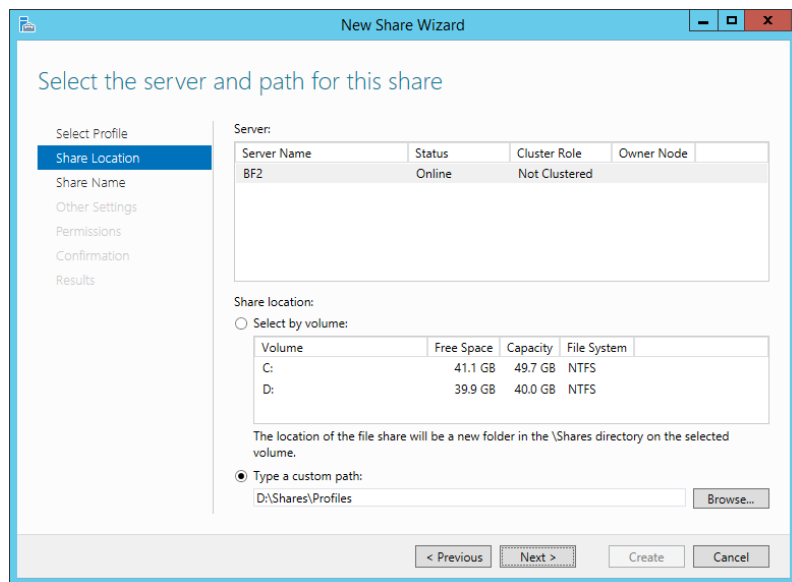 New Share Wizard
Select the server and path for this share
Select Profile
Share Location
Share Name
Other Settings
Permissions
Confirmation
Results
Server:
Server Name Status Cluster Role Owner Node
BF2 Online Not Clustered
Share location:
Select by volume:
Volume Free Space Capacity File System
C: 41.1 GB 49.7 GB NTFS
D: 39.9 GB 40.0 GB NTFS
The location of the file share will be a new folder in the \Shares directory on the selected
volume.
Type a custom path:
D:\Shares\Profiles Browse...
< Previous Next > Create Cancel